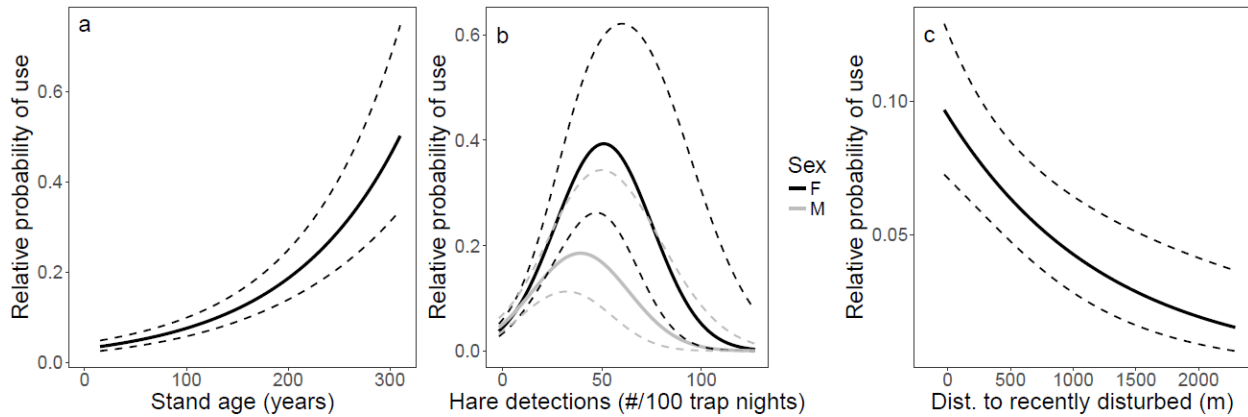 a
Relative probability of use
0.6
0.4
0.2
0.0
0 100 200 300
Stand age (years)
b
Relative probability of use
0.6
0.4
0.2
0.0
0 50 100
Hare detections (#/100 trap nights)
Sex
F
M
c
Relative probability of use
0.10
0.05
0 500 1000 1500 2000
Dist. to recently disturbed (m)